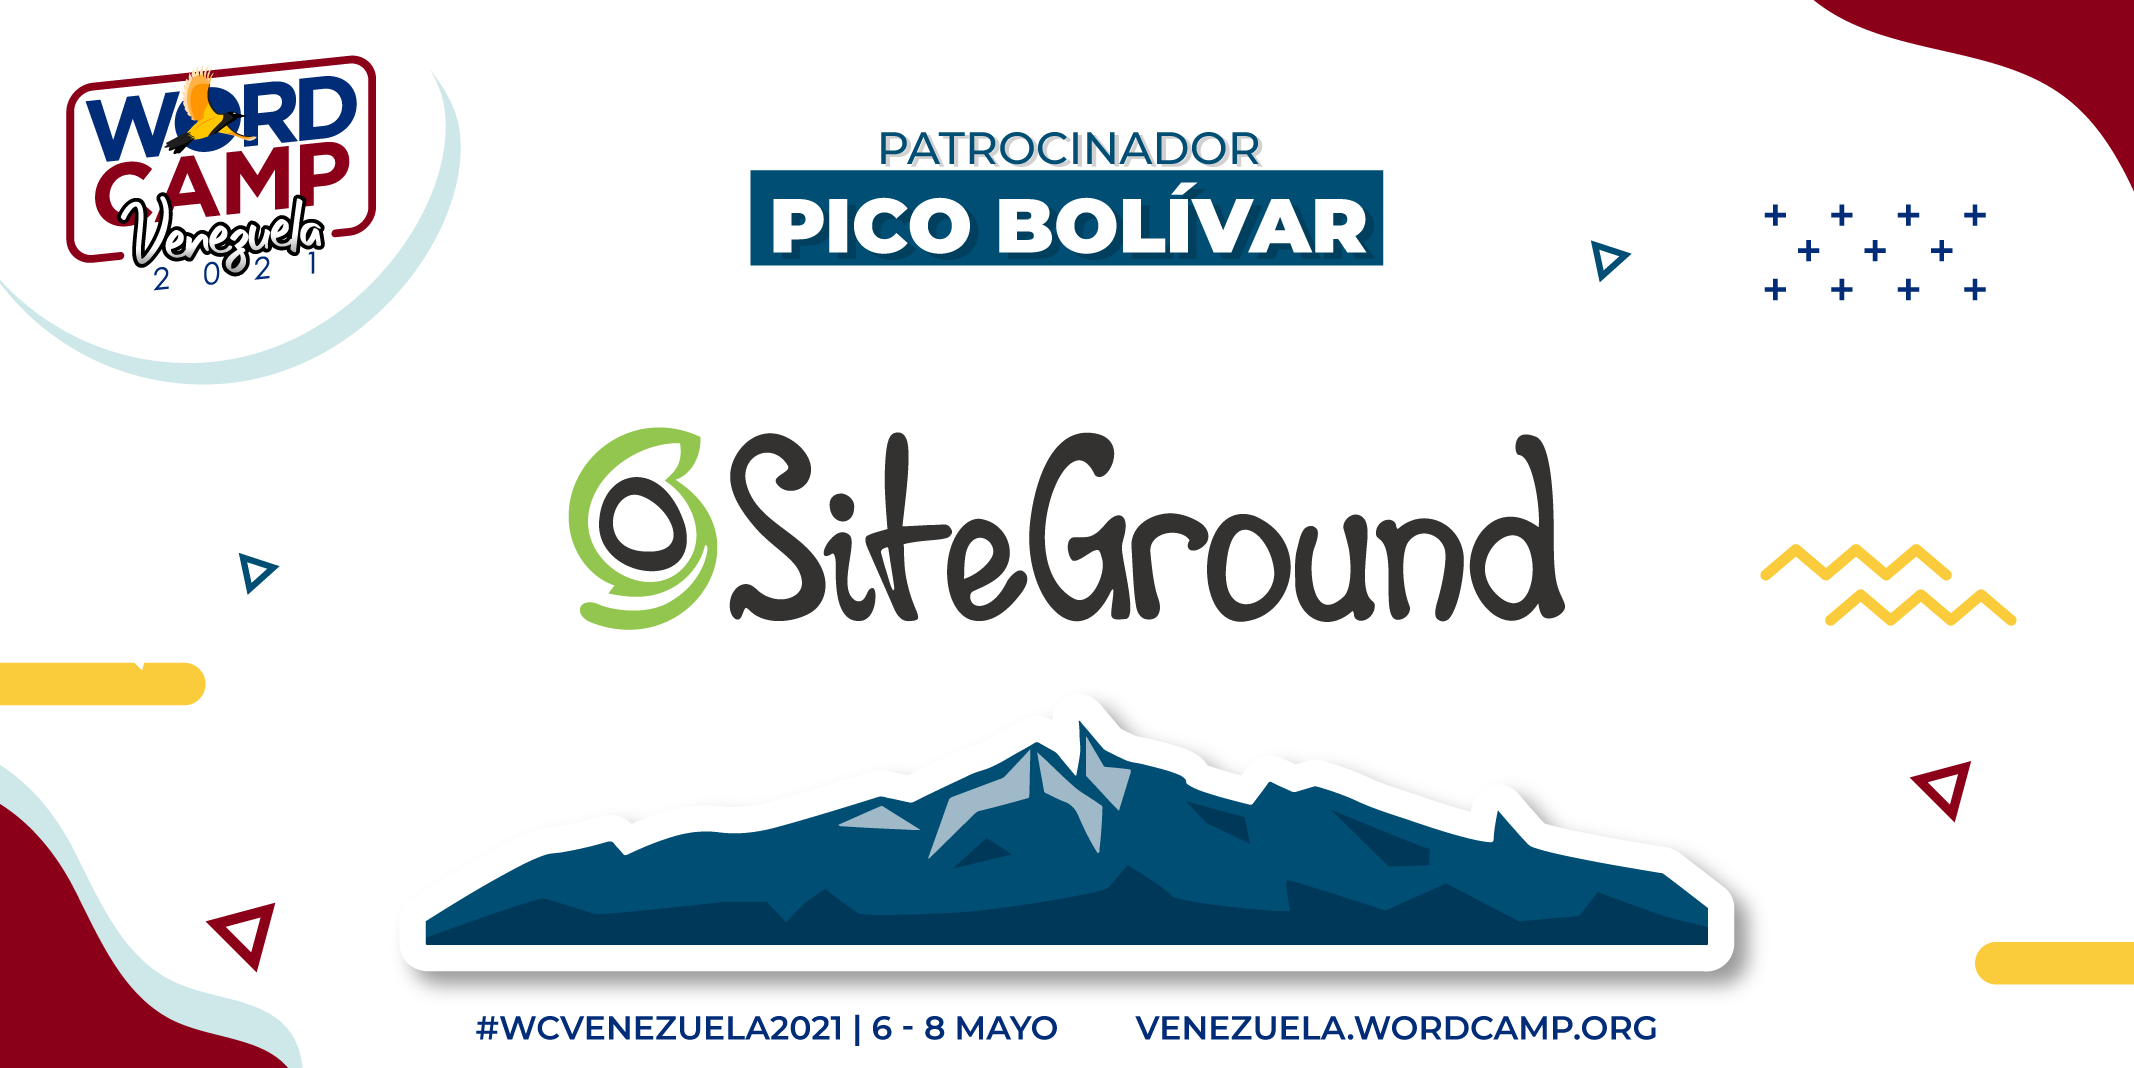 WORD
CAMP
Venezuela
2021
PATROCINADOR
PICO BOLÍVAR
SiteGround
#WCVENEZUELA2021 | 6 - 8 MAYO VENEZUELA.WORDCAMP.ORG